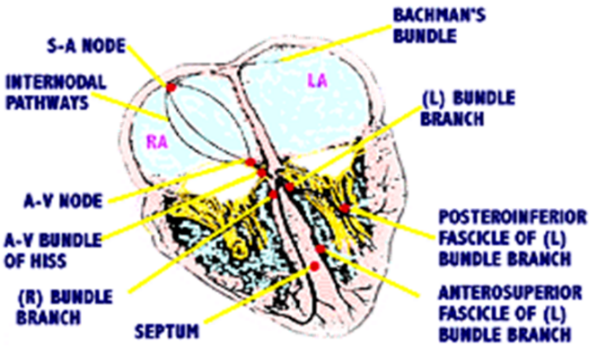 BACHMAN'S
BUNDLE
S-A NODE
INTERNODAL
PATHWAYS
LA
(L) BUNDLE
BRANCH
RA
A-V NODE
A-V BUNDLE
OF HISS
POSTEROINFERIOR
FASCICLE OF (L)
BUNDLE BRANCH
(R) BUNDLE
BRANCH
SEPTUM
ANTEROSUPERIOR
FASCICLE OF (L)
BUNDLE BRANCH